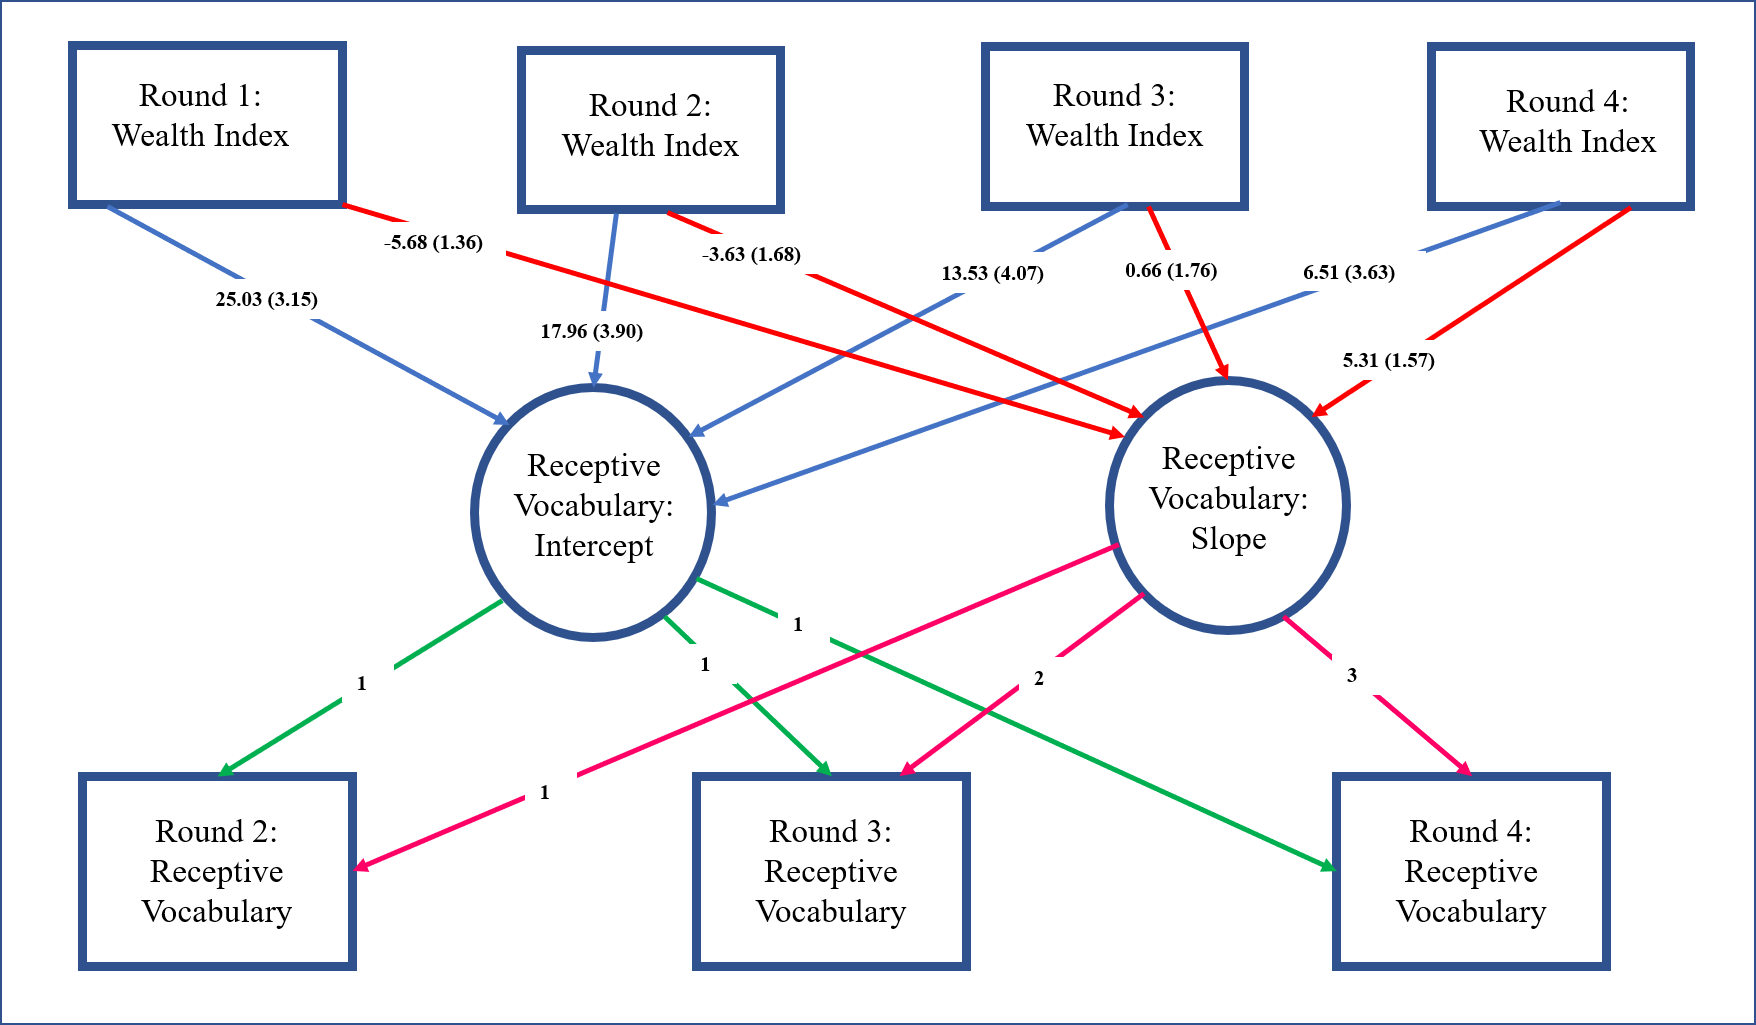 Round 1:
Wealth Index
Round 2:
Wealth Index
Round 3:
Wealth Index
Round 4:
Wealth Index
-5.68 (1.36)
-3.63 (1.68)
13.53 (4.07)
0.66 (1.76)
6.51 (3.63)
25.03 (3.15)
17.96 (3.90)
5.31 (1.57)
Receptive
Vocabulary:
Intercept
Receptive
Vocabulary:
Slope
1
1
1
2
3
1
Round 2:
Receptive
Vocabulary
Round 3:
Receptive
Vocabulary
Round 4:
Receptive
Vocabulary